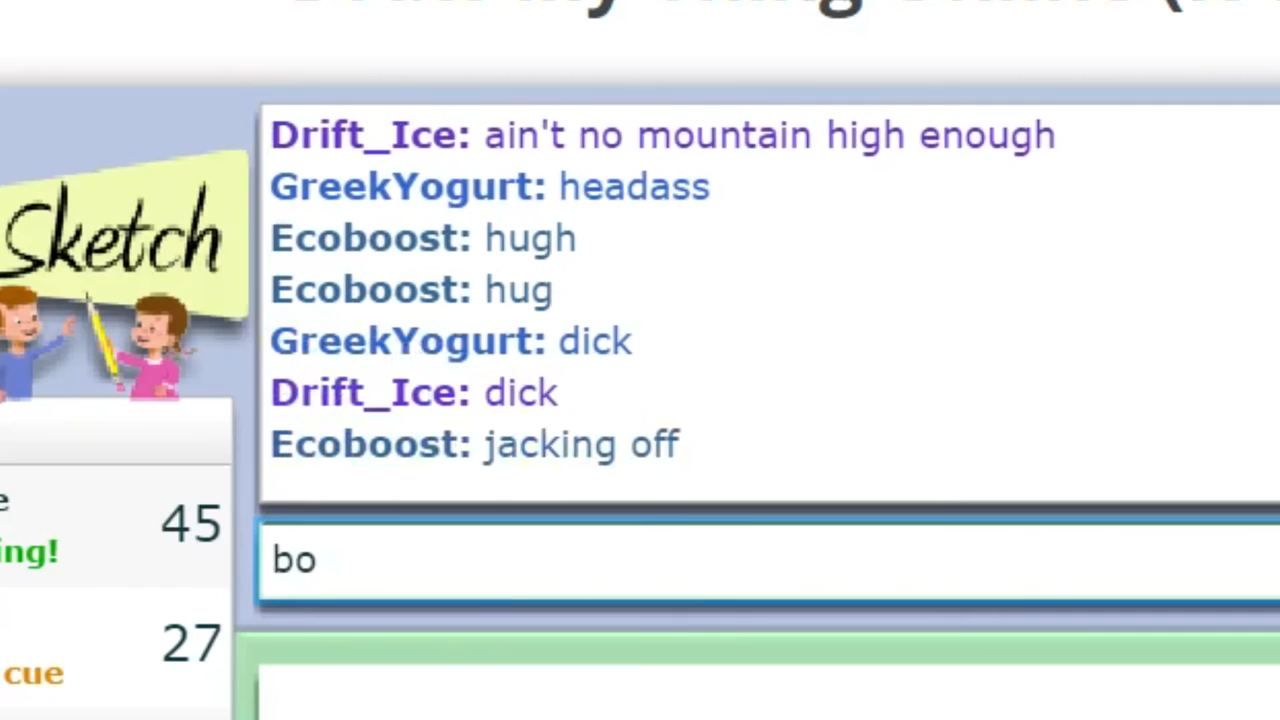 Sketch
Drift_Ice: ain't no mountain high enough
GreekYogurt: headass
Ecoboost: hugh
Ecoboost: hug
GreekYogurt: dick
Drift_Ice: dick
Ecoboost: jacking off
bo
e
45
ing!
27
cue